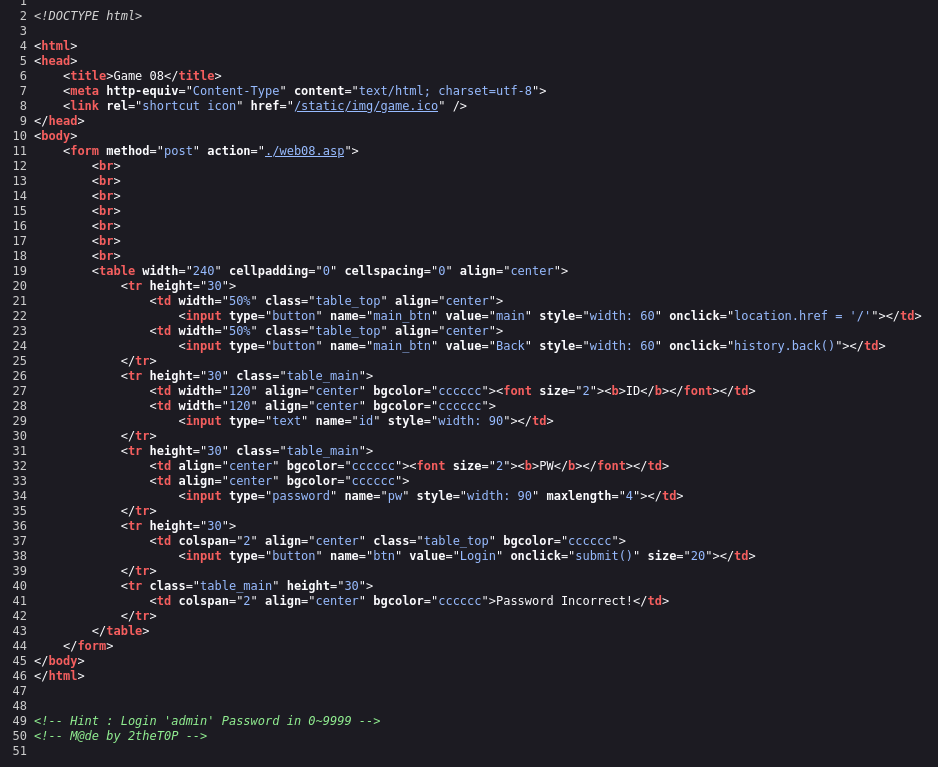 1
2 <!DOCTYPE html>
3
4 <html>
5 <head>
6     <title>Game 08</title>
7     <meta http-equiv="Content-Type" content="text/html; charset=utf-8">
8     <link rel="shortcut icon" href="/static/img/game.ico" />
9 </head>
10 <body>
11     <form method="post" action="./web08.asp">
12         <br>
13         <br>
14         <br>
15         <br>
16         <br>
17         <br>
18         <br>
19         <table width="240" cellpadding="0" cellspacing="0" align="center">
20             <tr height="30">
21                 <td width="50%" class="table_top" align="center">
22                     <input type="button" name="main_btn" value="main" style="width: 60" onclick="location.href = '/'"></td>
23                 <td width="50%" class="table_top" align="center">
24                     <input type="button" name="main_btn" value="Back" style="width: 60" onclick="history.back()"></td>
25             </tr>
26             <tr height="30" class="table_main">
27                 <td width="120" align="center" bgcolor="cccccc"><font size="2"><b>ID</b></font></td>
28                 <td width="120" align="center" bgcolor="cccccc">
29                     <input type="text" name="id" style="width: 90"></td>
30             </tr>
31             <tr height="30" class="table_main">
32                 <td align="center" bgcolor="cccccc"><font size="2"><b>PW</b></font></td>
33                 <td align="center" bgcolor="cccccc">
34                     <input type="password" name="pw" style="width: 90" maxlength="4"></td>
35             </tr>
36             <tr height="30">
37                 <td colspan="2" align="center" class="table_top" bgcolor="cccccc">
38                     <input type="button" name="btn" value="Login" onclick="submit()" size="20"></td>
39             </tr>
40             <tr class="table_main" height="30">
41                 <td colspan="2" align="center" bgcolor="cccccc">Password Incorrect!</td>
42             </tr>
43         </table>
44     </form>
45 </body>
46 </html>
47
48
49 <!-- Hint : Login 'admin' Password in 0~9999 -->
50 <!-- M@de by 2theT0P -->
51